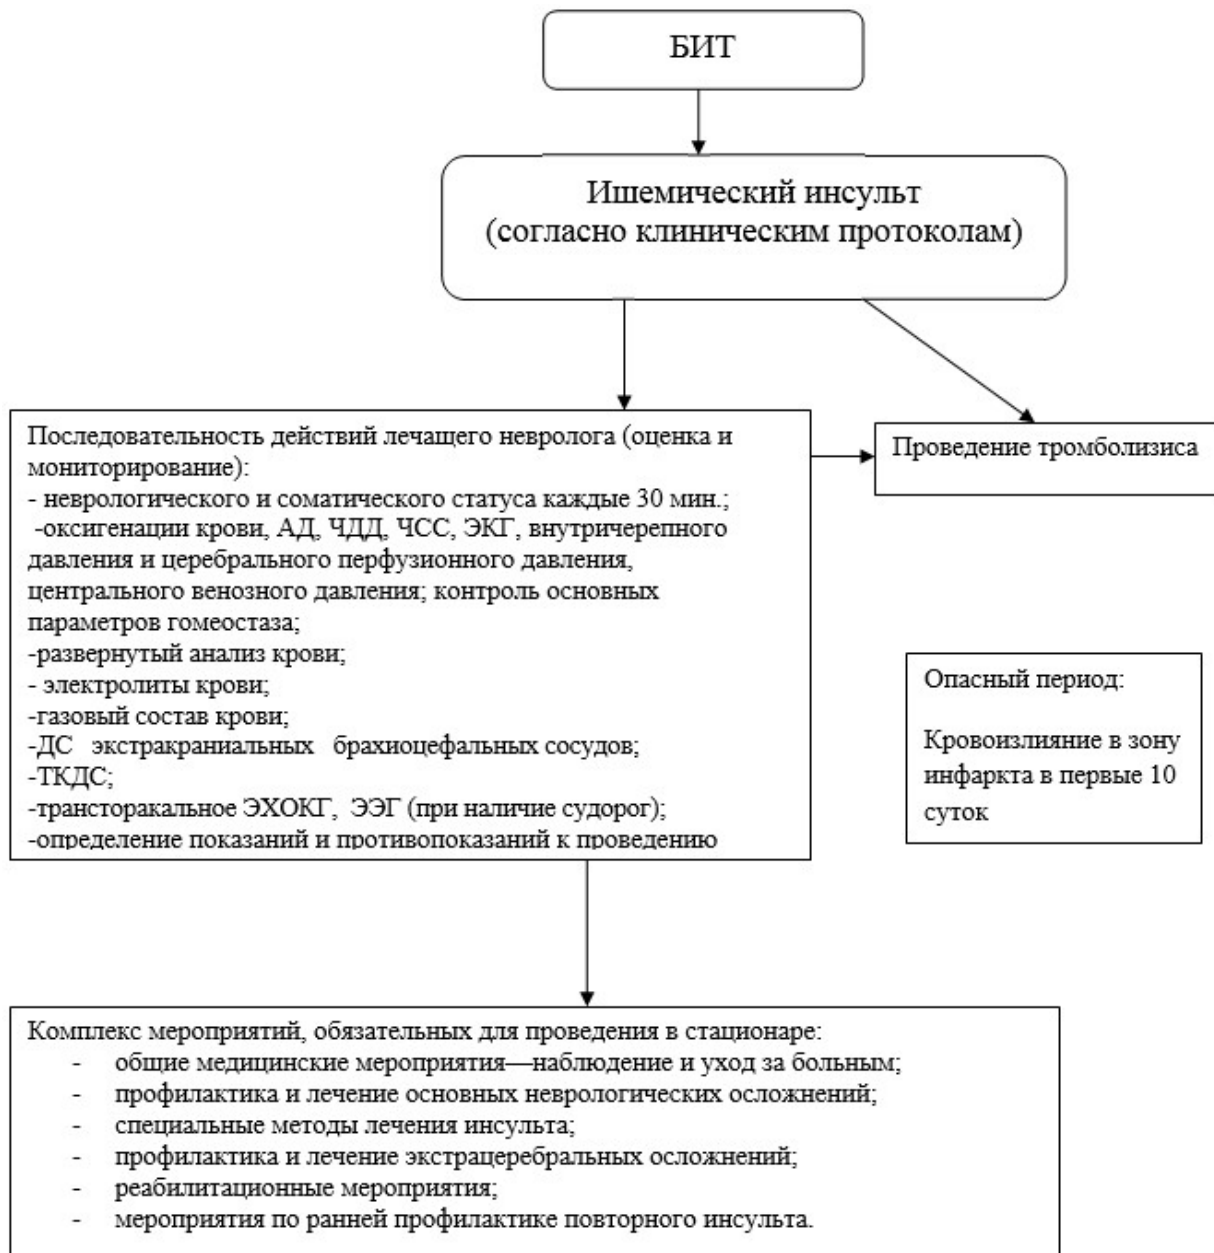 БИТ
Ишемический инсульт
(согласно клиническим протоколам)
Последовательность действий лечащего невролога (оценка и
мониторирование):
- неврологического и соматического статуса каждые 30 мин.;
-оксигенации крови, АД, ЧДД, ЧСС, ЭКГ, внутричерепного
давления и церебрального перфузионного давления,
центрального венозного давления; контроль основных
параметров гомеостаза;
-развернутый анализ крови;
- электролиты крови;
-газовый состав крови;
-ДС экстракраниальных брахиоцефальных сосудов;
-ТКДС;
-трансторакальное ЭХОКГ, ЭЭГ (при наличие судорог);
-определение показаний и противопоказаний к проведению
Проведение тромболизиса
Опасный период:
Кровоизлияние в зону
инфаркта в первые 10
суток
Комплекс мероприятий, обязательных для проведения в стационаре:
- общие медицинские мероприятия—наблюдение и уход за больным;
- профилактика и лечение основных неврологических осложнений;
- специальные методы лечения инсульта;
- профилактика и лечение экстрацеребральных осложнений;
- реабилитационные мероприятия;
- мероприятия по ранней профилактике повторного инсульта.